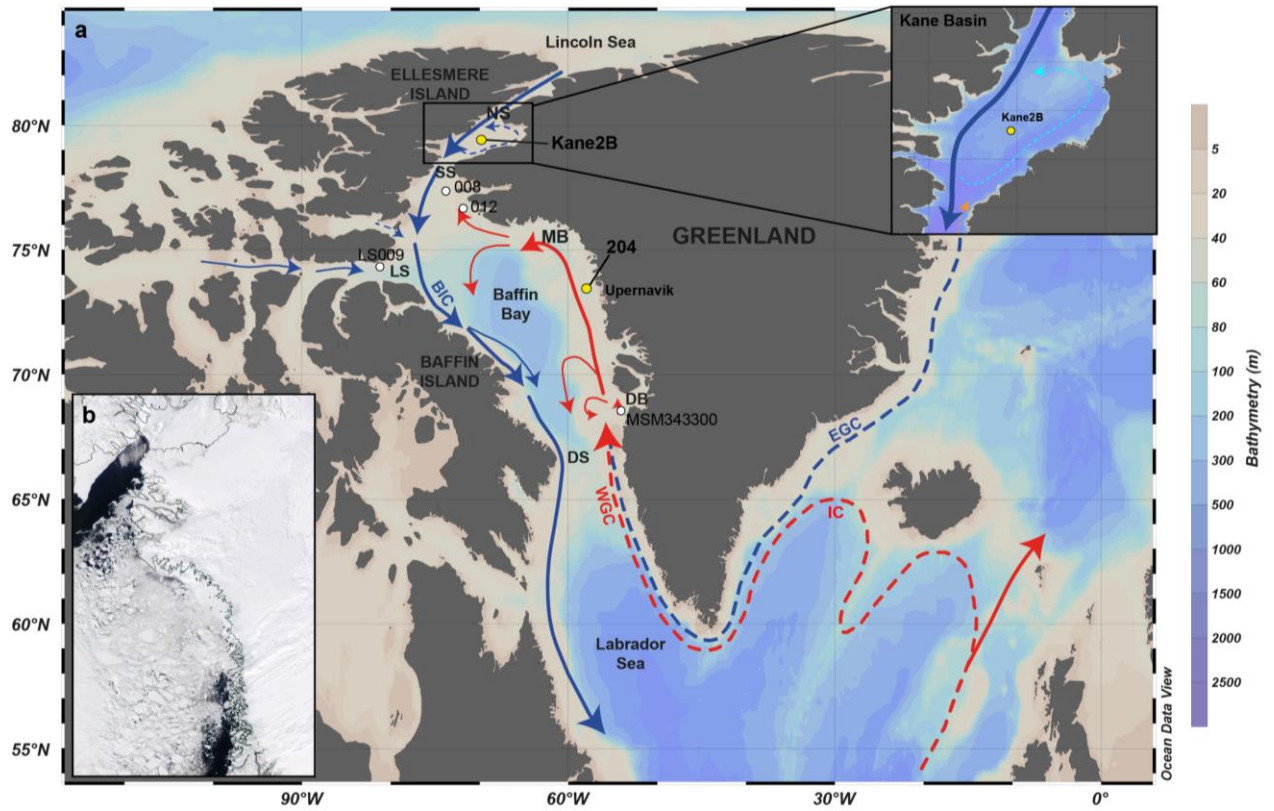 a
Lincoln Sea
Kane Basin
ELLESMERE
ISLAND
NS
Kane2B
Kane2B
80°N
SS
008
012
MB
GREENLAND
75°N
LS009
LS
204
Upernavik
BIC
Baffin
Bay
BAFFIN
ISLAND
70°N
DB
MSM343300
DS
EGC
65°N
WGC
IC
60°N
Labrador
Sea
55°N
b
90°W
60°W
30°W
0°
5
20
40
60
80
100
200
300
500
1000
1500
2000
2500
Bathymetry (m)
Ocean Data View